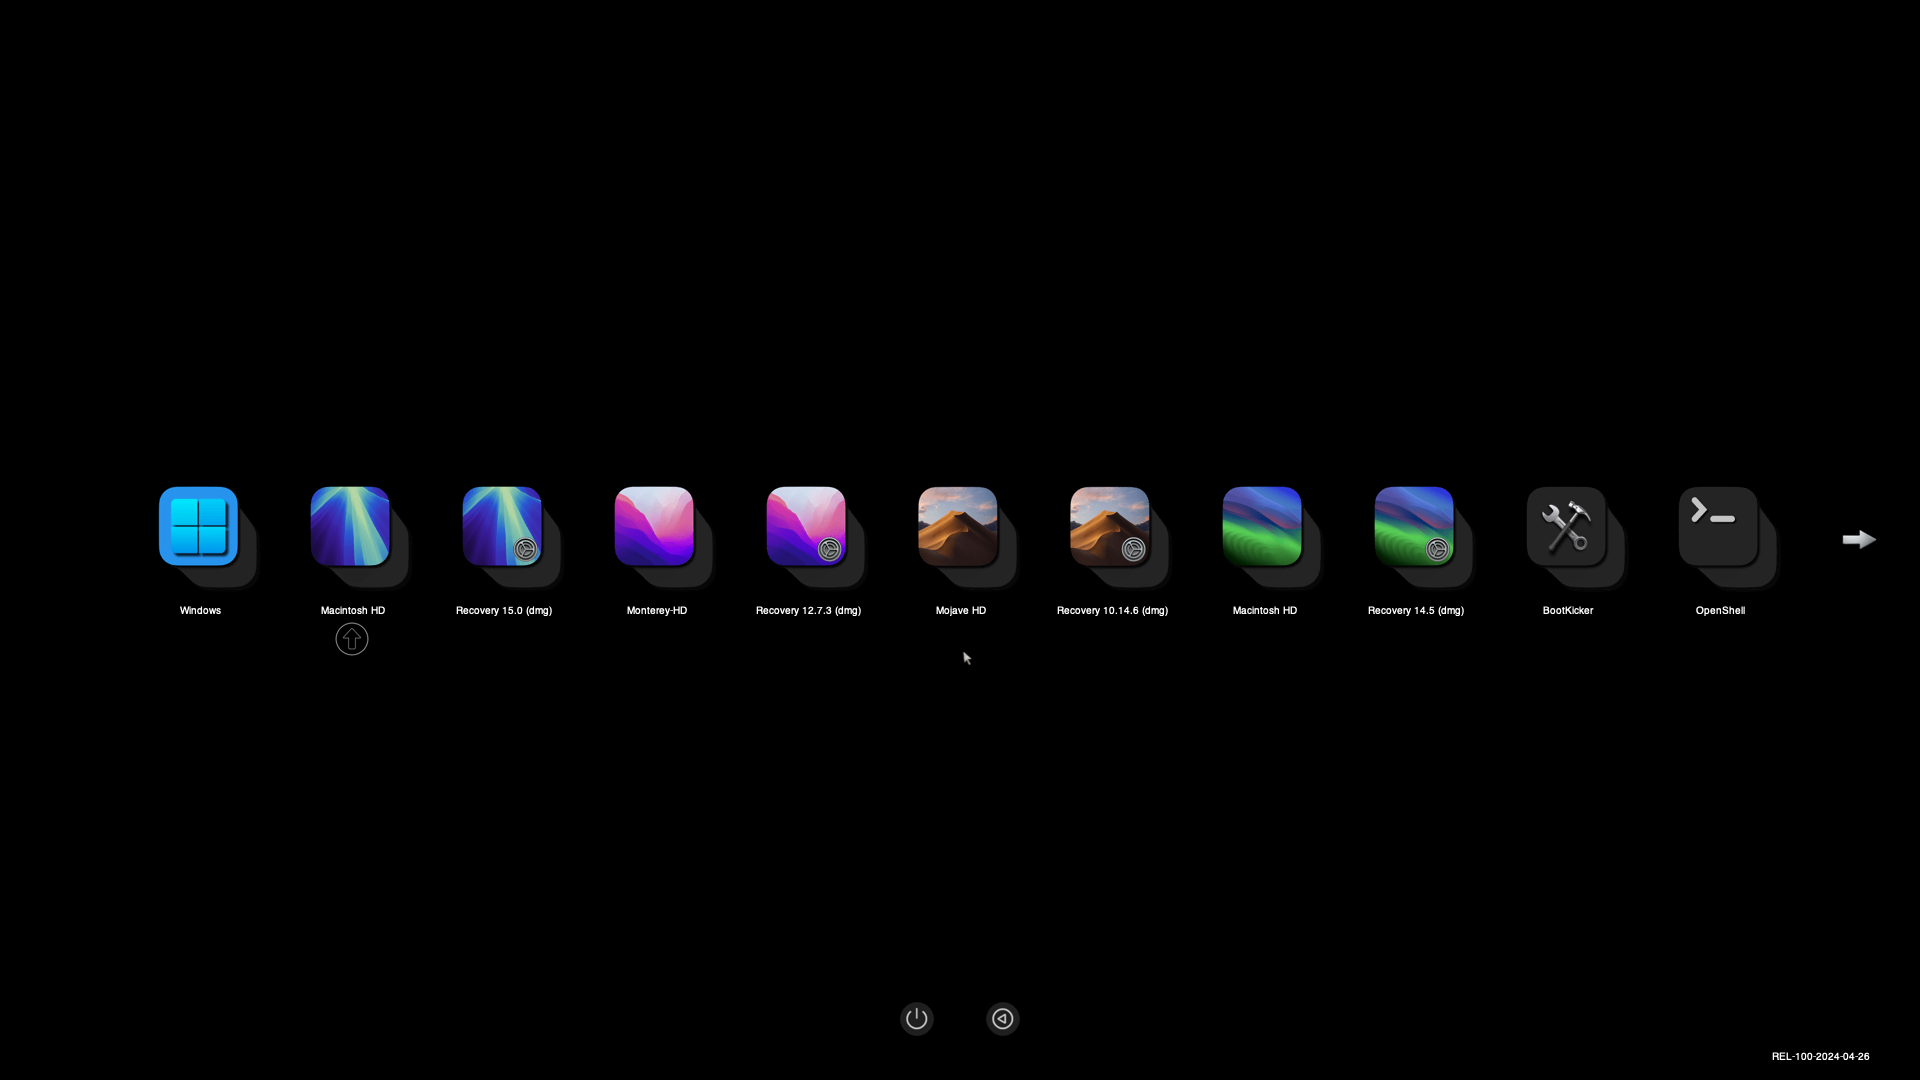 Windows
Macintosh HD
Recovery 15.0 (dmg)
Monterey-HD
Recovery 12.7.3 (dmg)
Mojave HD
Recovery 10.14.6 (dmg)
Macintosh HD
Recovery 14.5 (dmg)
BootKicker
OpenShell
REL-100-2024-04-26